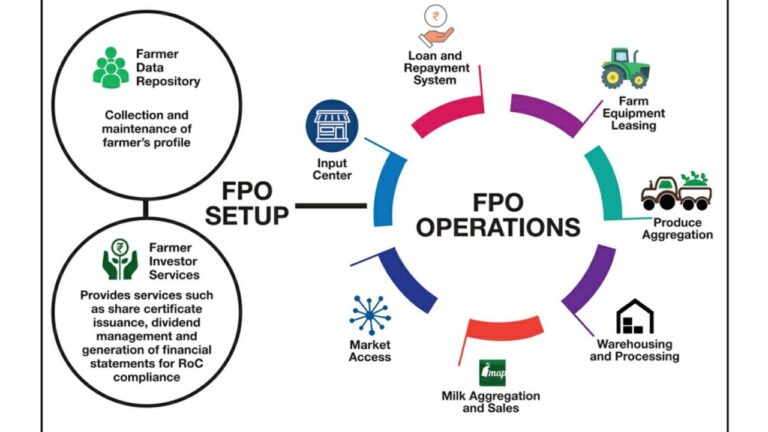 Farmer
Data
Repository
Collection and
maintenance of
farmer's profile
FPO
SETUP
Farmer
Investor
Services
Provides services such
as share certificate
issuance, dividend
management and
generation of financial
statements for RoC
compliance
FPO
OPERATIONS
₹
Loan and
Repayment
System
Farm
Equipment
Leasing
Produce
Aggregation
Warehousing
and Processing
map
Milk Aggregation
and Sales
Market
Access
Input
Center
₹